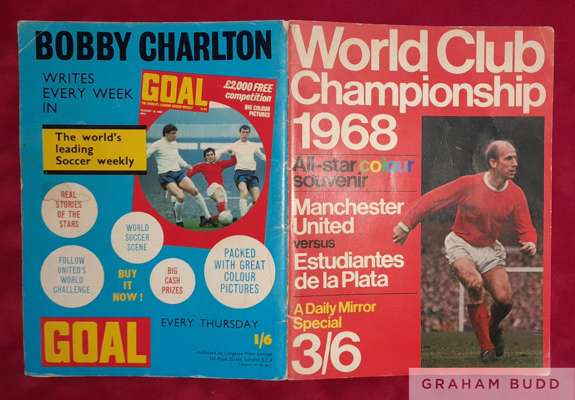 BOBBY CHARLTON
WRITES
EVERY WEEK
IN
The world's
leading
Soccer weekly
GOAL
£2,000 FREE
competition
BIG COLOUR
PICTURES
REAL
STORIES
OF THE
STARS
WORLD
SOCCER
SCENE
FOLLOW
UNITED'S
WORLD
CHALLENGE
BUY
IT
NOW!
BIG
CASH
PRIZES
PACKED
WITH GREAT
COLOUR
PICTURES
GOAL
EVERY THURSDAY
1/6
World Club
Championship
1968
All-star colour
souvenir
Manchester
United
versus
Estudiantes
de la Plata
A Daily Mirror
Special
3/6
GRAHAM BUDD